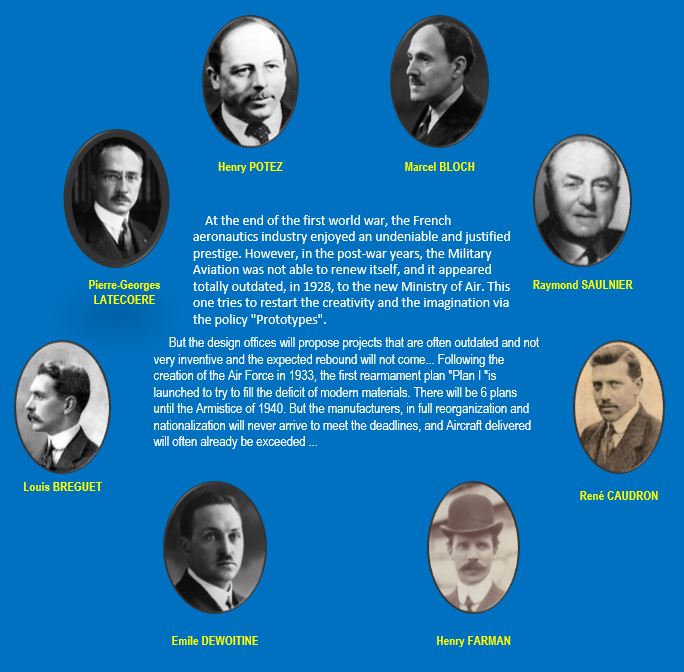 Henry POTEZ
Marcel BLOCH
Pierre-Georges
LATECOERE
Raymond SAULNIER
At the end of the first world war, the French
aeronautics industry enjoyed an undeniable and justified
prestige. However, in the post-war years, the Military
Aviation was not able to renew itself, and it appeared
totally outdated, in 1928, to the new Ministry of Air. This
one tries to restart the creativity and the imagination via
the policy "Prototypes".
But the design offices will propose projects that are often outdated and not
very inventive and the expected rebound will not come... Following the
creation of the Air Force in 1933, the first rearmament plan "Plan I "is
launched to try to fill the deficit of modern materials. There will be 6 plans
until the Armistice of 1940. But the manufacturers, in full reorganization and
nationalization will never arrive to meet the deadlines, and Aircraft delivered
will often already be exceeded ...
Louis BREGUET
René CAUDRON
Emile DEWOITINE
Henry FARMAN